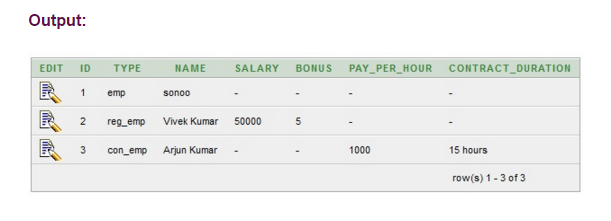 Output:
EDIT ID TYPE NAME SALARY BONUS PAY_PER_HOUR CONTRACT_DURATION
1 emp sonoo - - - -
2 reg_emp Vivek Kumar 50000 5 - -
3 con_emp Arjun Kumar - - 1000 15 hours
row(s) 1 - 3 of 3